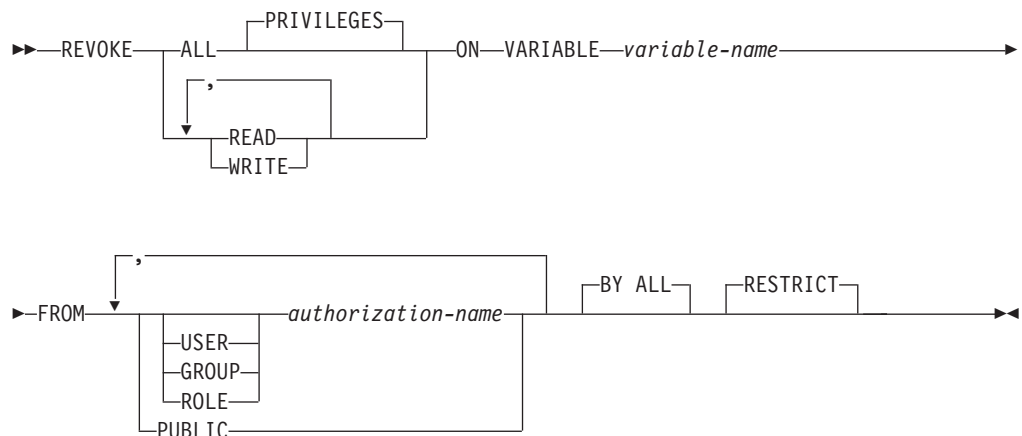 PRIVILEGES
REVOKE ALL ON VARIABLE variable-name
,
READ
WRITE
,
BY ALL RESTRICT
FROM authorization-name
USER
GROUP
ROLE
PUBLIC